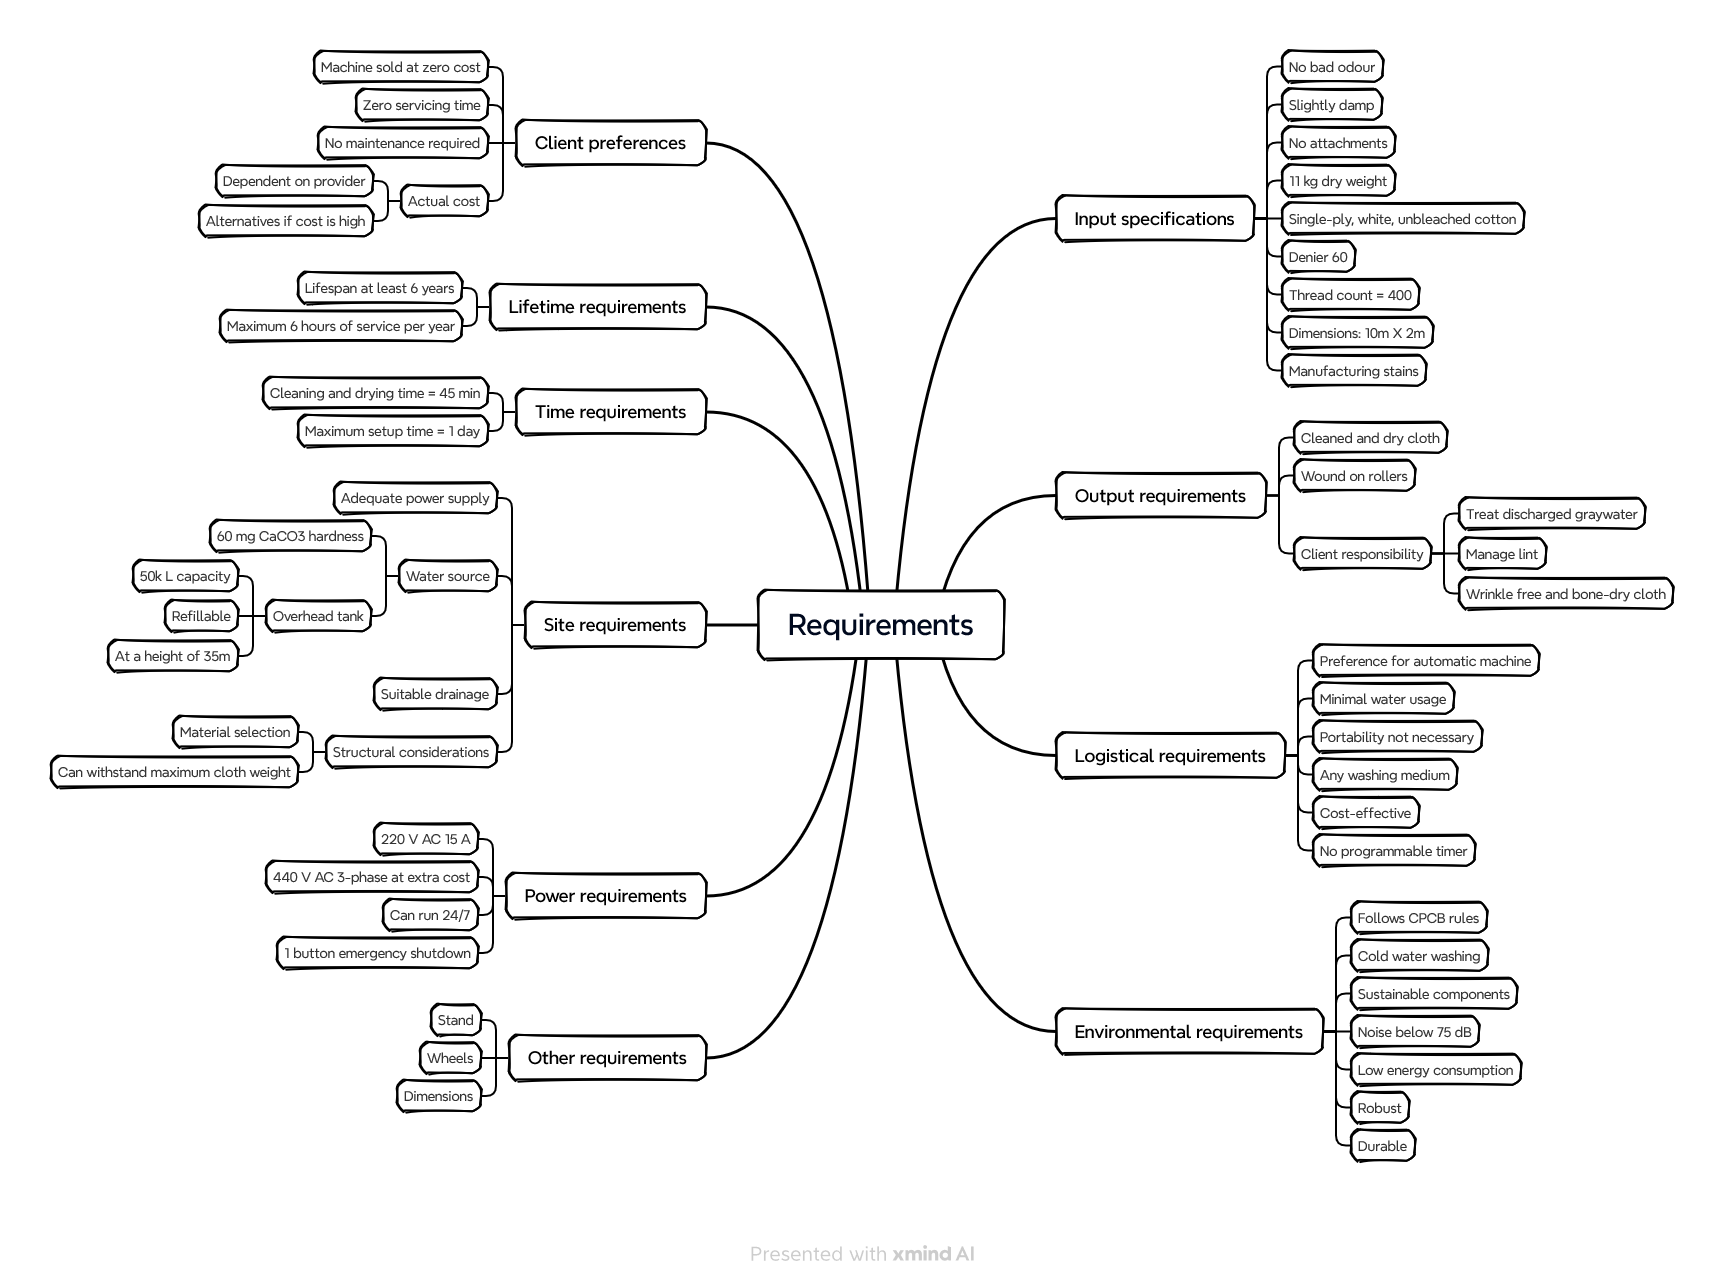 Requirements
Client preferences
Machine sold at zero cost
Zero servicing time
No maintenance required
Actual cost
Dependent on provider
Alternatives if cost is high
Lifetime requirements
Lifespan at least 6 years
Maximum 6 hours of service per year
Time requirements
Cleaning and drying time = 45 min
Maximum setup time = 1 day
Site requirements
Adequate power supply
Water source
60 mg CaCO3 hardness
Overhead tank
50k L capacity
Refillable
At a height of 35m
Suitable drainage
Structural considerations
Material selection
Can withstand maximum cloth weight
Power requirements
220 V AC 15 A
440 V AC 3-phase at extra cost
Can run 24/7
1 button emergency shutdown
Other requirements
Stand
Wheels
Dimensions
Input specifications
No bad odour
Slightly damp
No attachments
11 kg dry weight
Single-ply, white, unbleached cotton
Denier 60
Thread count = 400
Dimensions: 10m X 2m
Manufacturing stains
Output requirements
Cleaned and dry cloth
Wound on rollers
Client responsibility
Treat discharged graywater
Manage lint
Wrinkle free and bone-dry cloth
Logistical requirements
Preference for automatic machine
Minimal water usage
Portability not necessary
Any washing medium
Cost-effective
No programmable timer
Environmental requirements
Follows CPCB rules
Cold water washing
Sustainable components
Noise below 75 dB
Low energy consumption
Robust
Durable
Presented with xmind AI